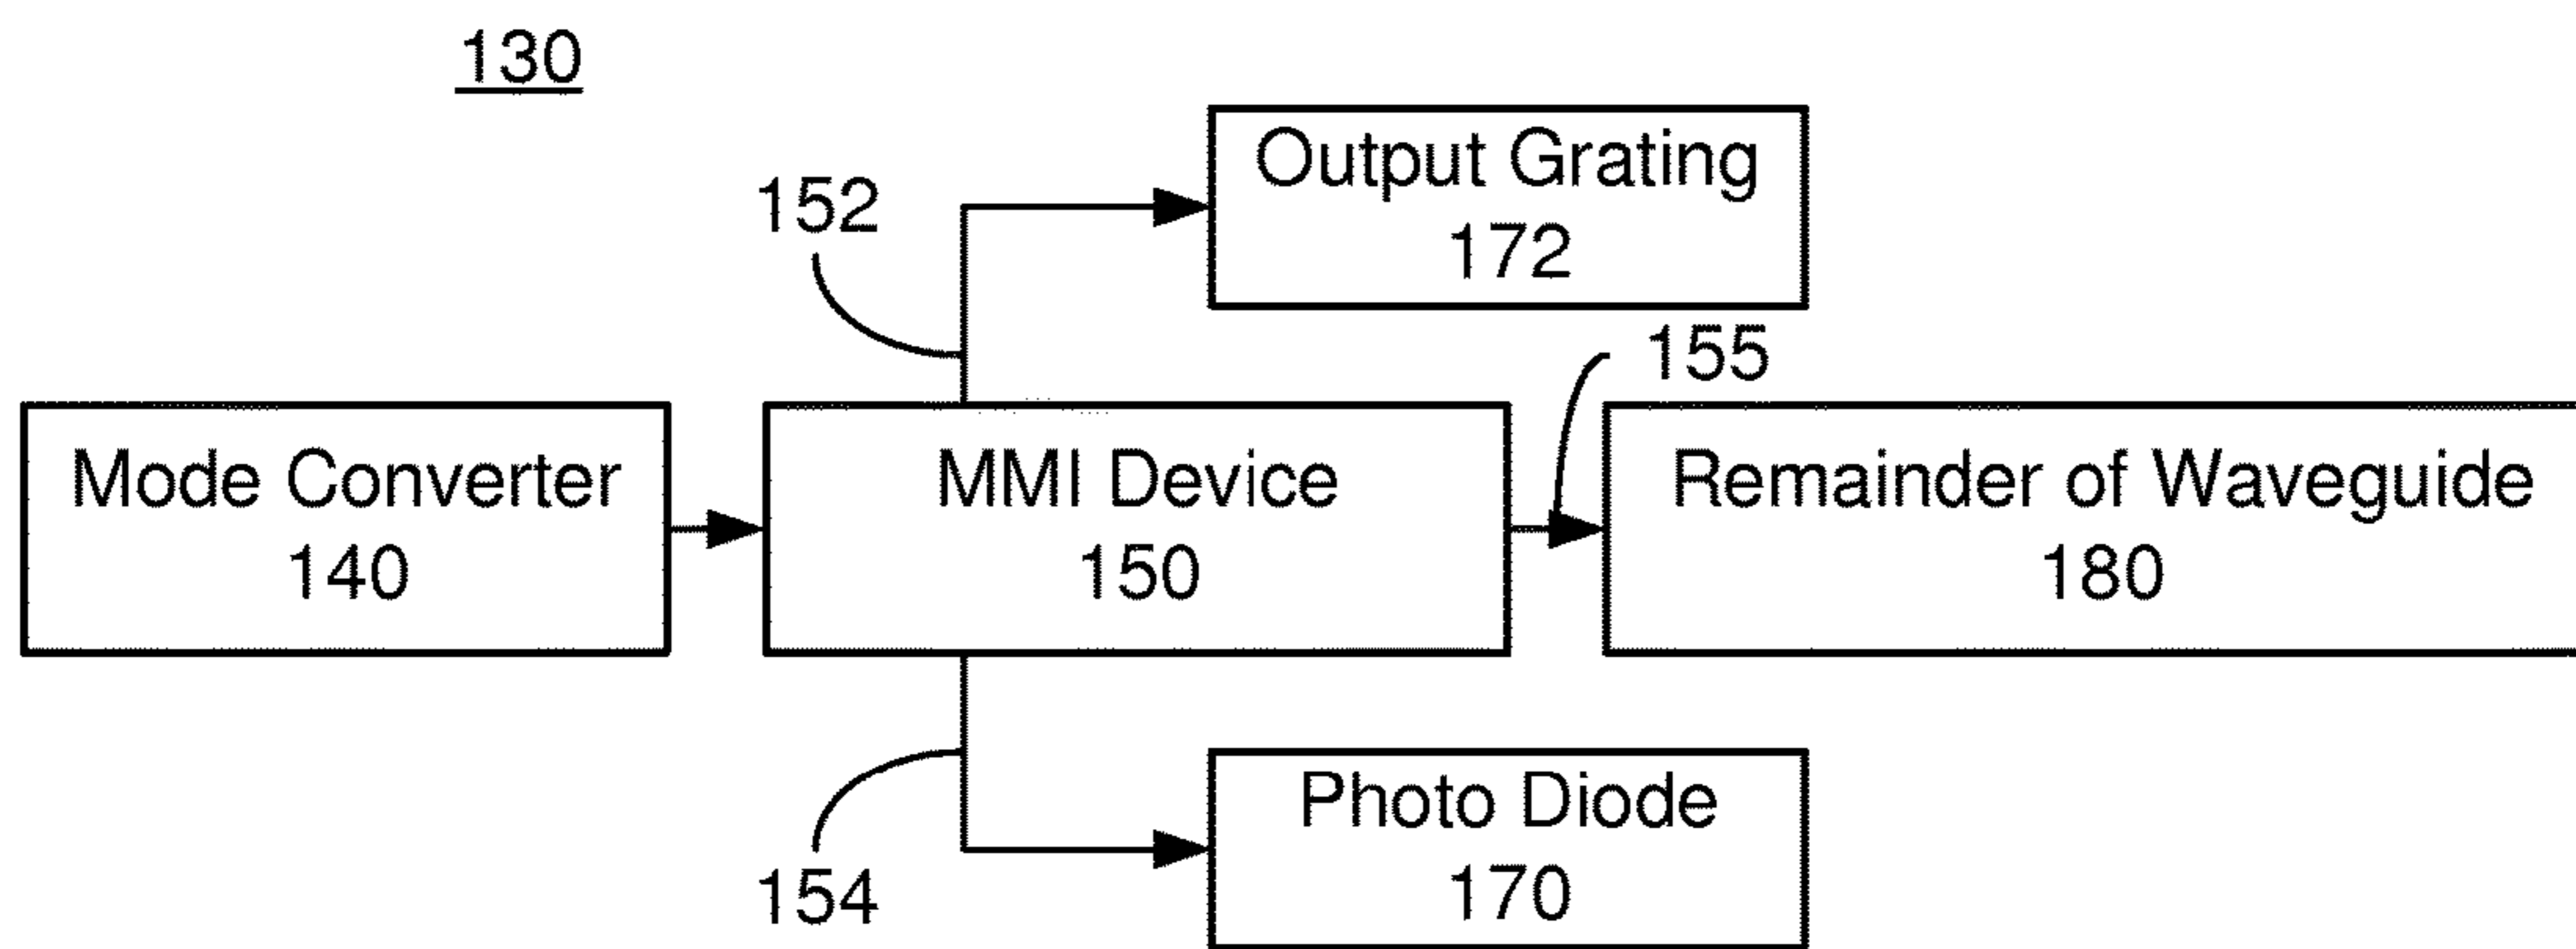 130
Output Grating
172
152
155
Mode Converter
140
MMI Device
150
Remainder of Waveguide
180
Photo Diode
170
154